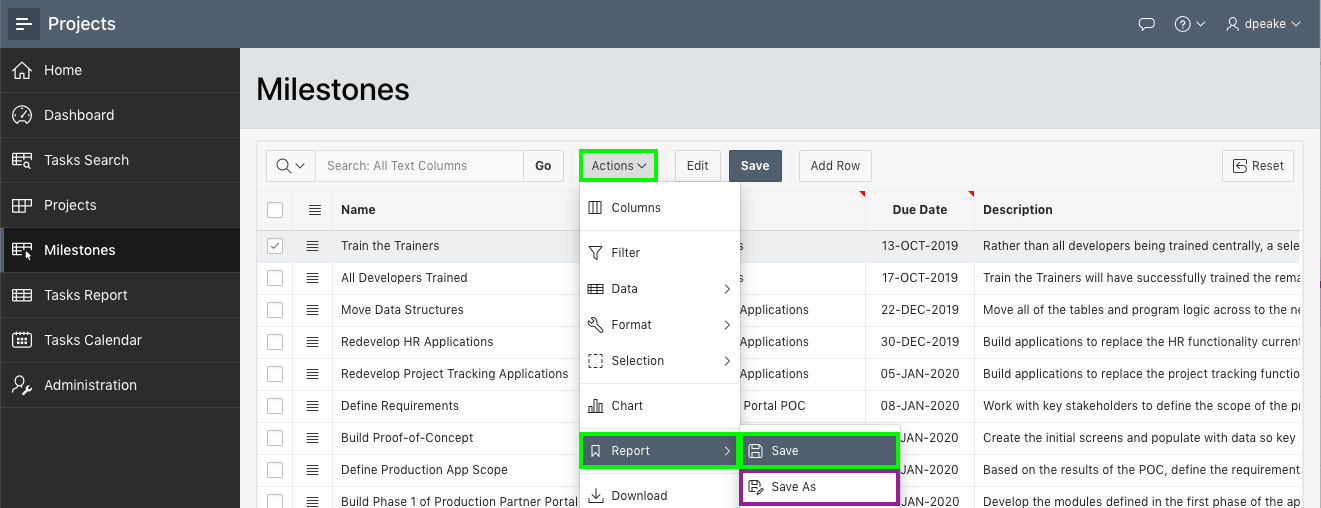 Projects
dpeake
Home
Dashboard
Tasks Search
Projects
Milestones
Tasks Report
Tasks Calendar
Administration
Milestones
Search: All Text Columns Go Actions Edit Save Add Row Reset
Name Due Date Description
Train the Trainers s 13-OCT-2019 Rather than all developers being trained centrally, a sele
All Developers Trained s 17-OCT-2019 Train the Trainers will have successfully trained the rema
Move Data Structures Applications 22-DEC-2019 Move all of the tables and program logic across to the ne
Redevelop HR Applications Applications 30-DEC-2019 Build applications to replace the HR functionality current
Redevelop Project Tracking Applications Applications 05-JAN-2020 Build applications to replace the project tracking functio
Define Requirements Portal POC 08-JAN-2020 Work with key stakeholders to define the scope of the pr
Build Proof-of-Concept JAN-2020 Create the initial screens and populate with data so key
Define Production App Scope JAN-2020 Based on the results of the POC, define the requirement
Build Phase 1 of Production Partner Portal JAN-2020 Develop the modules defined in the first phase of the ap
Columns
Filter
Data
Format
Selection
Chart
Report
Download
Save
Save As